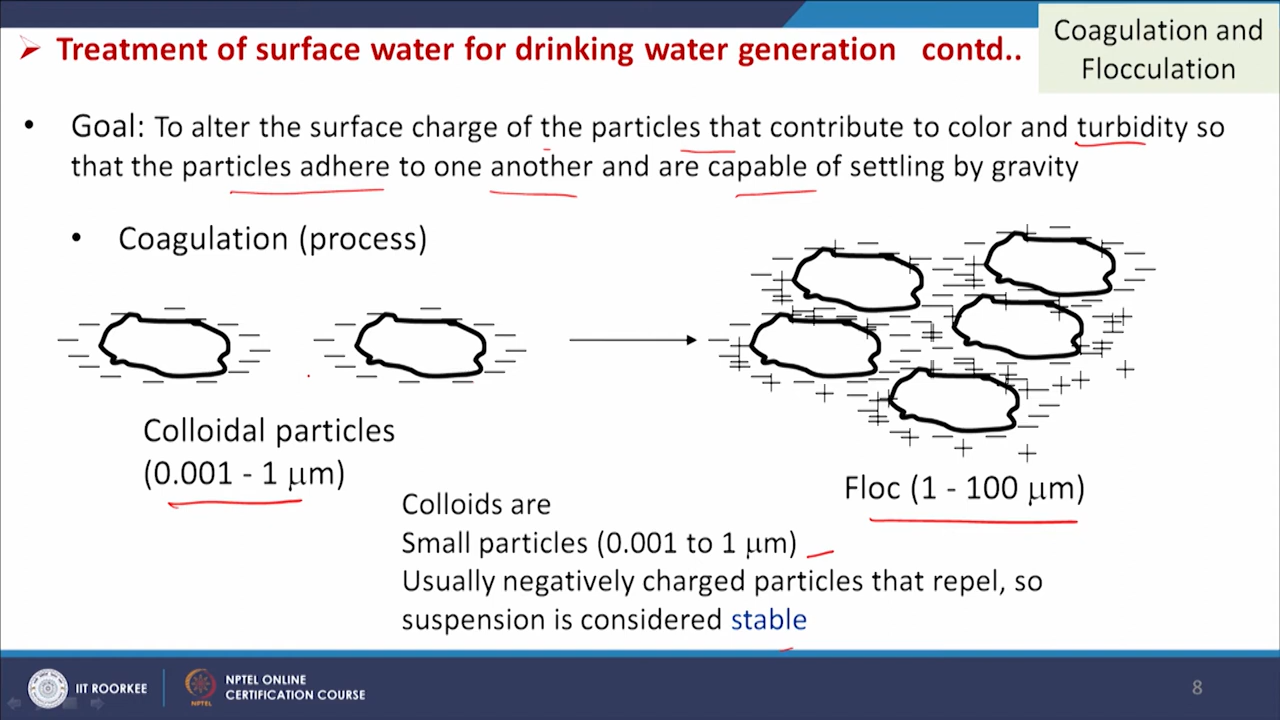 ➢ Treatment of surface water for drinking water generation contd..
Coagulation and
Flocculation
• Goal: To alter the surface charge of the particles that contribute to color and turbidity so
that the particles adhere to one another and are capable of settling by gravity
• Coagulation (process)
Colloidal particles
(0.001 - 1 μm)
Floc (1 - 100 μm)
Colloids are
Small particles (0.001 to 1 μm)
Usually negatively charged particles that repel, so
suspension is considered stable
IIT ROORKEE
NPTEL
NPTEL ONLINE
CERTIFICATION COURSE
8